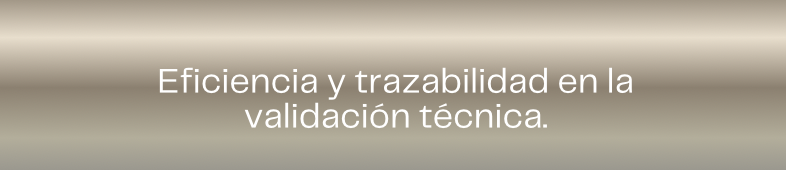 Eficiencia y trazabilidad en la
validación técnica.